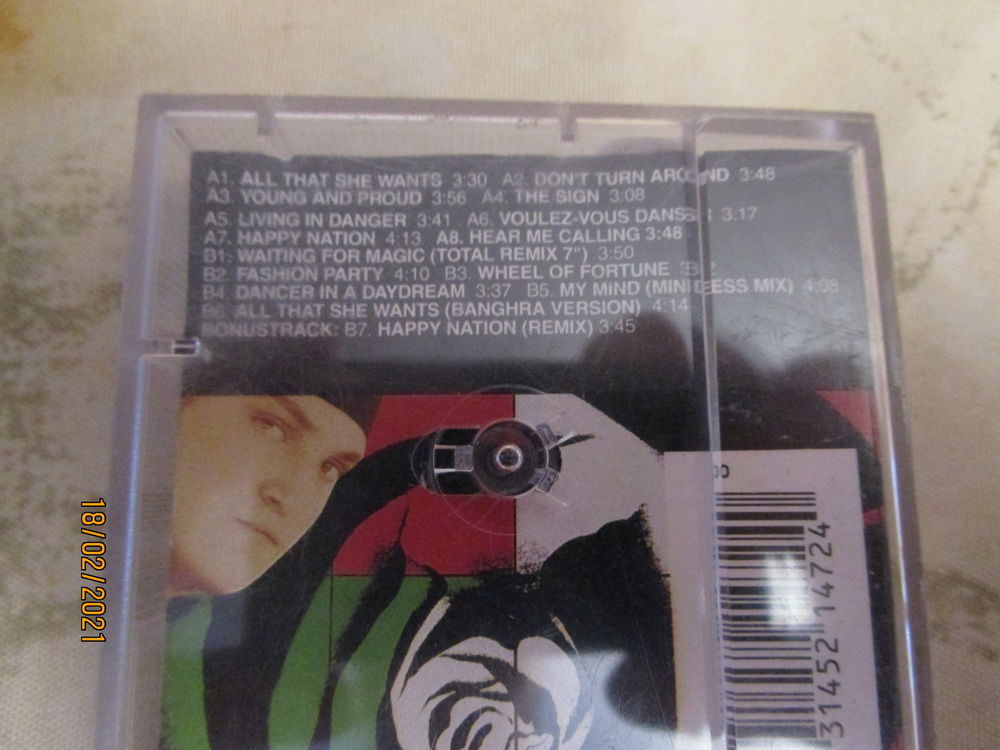 A1. ALL THAT SHE WANTS 3:30 A2. DON'T TURN AROUND 3:48
A3. YOUNG AND PROUD 3:56 A4. THE SIGN 3:08
A5. LIVING IN DANGER 3:41 A6. VOULEZ-VOUS 3:17
A7. HAPPY NATION 4:13 A8. HEAR ME CALLING 3:48
B1. WAITING FOR MAGIC (TOTAL REMIX 7") 3:50
B2. FASHION PARTY 4:10 B3. WHEEL OF FORTUNE
B4. DANCER IN A DAYDREAM 3:37 B5. MY MIND (MINDLESS MIX) 4:08
B6. ALL THAT SHE WANTS (BANGHRA VERSION) 4:14
BONUSTRACK: B7. HAPPY NATION (REMIX) 3:45
31452 14724
18/02/2021